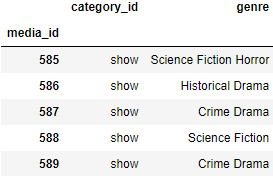 category_id genre
media_id
585 show Science Fiction Horror
586 show Historical Drama
587 show Crime Drama
588 show Science Fiction
589 show Crime Drama